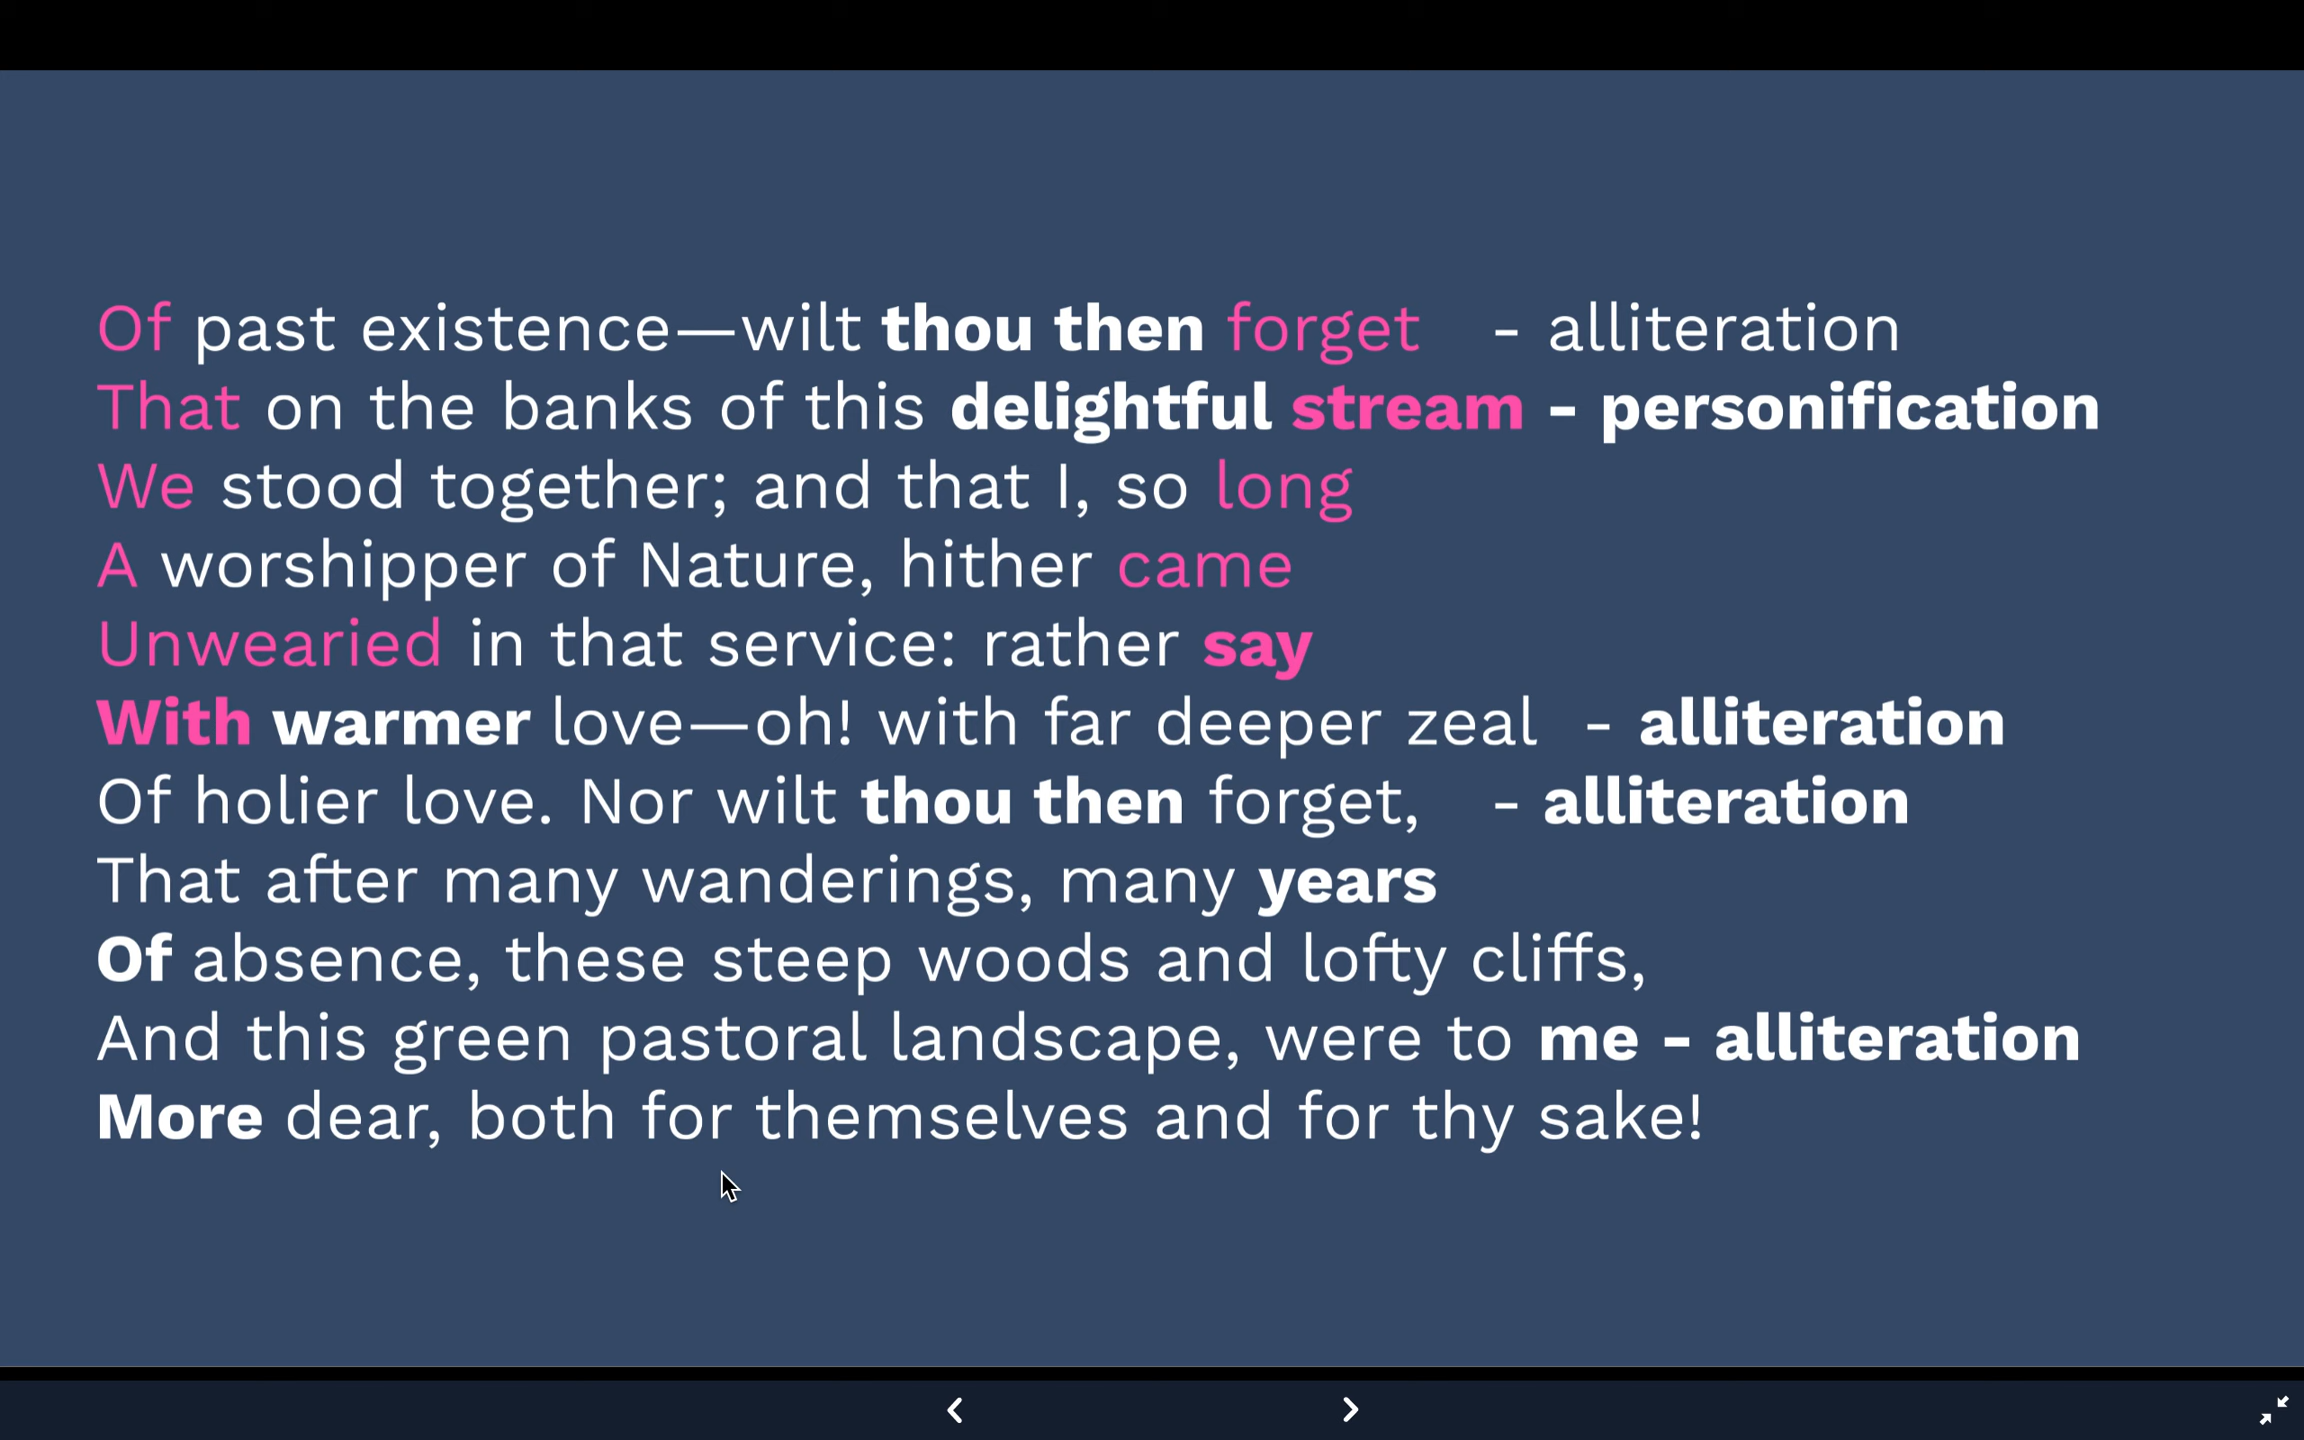 Of past existence—wilt thou then forget - alliteration
That on the banks of this delightful stream - personification
We stood together; and that I, so long
A worshipper of Nature, hither came
Unwearied in that service: rather say
With warmer love—oh! with far deeper zeal - alliteration
Of holier love. Nor wilt thou then forget, - alliteration
That after many wanderings, many years
Of absence, these steep woods and lofty cliffs,
And this green pastoral landscape, were to me - alliteration
More dear, both for themselves and for thy sake!